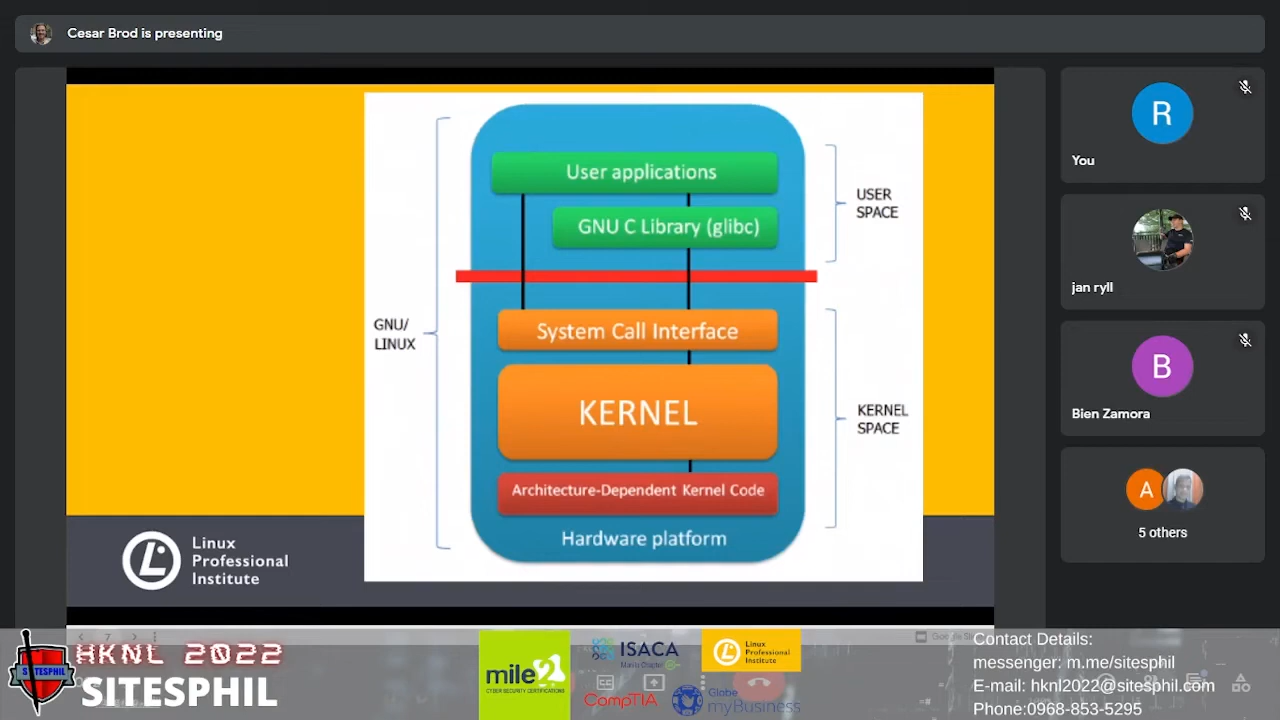 Cesar Brod is presenting
User applications
GNU C Library (glibc)
USER
SPACE
System Call Interface
GNU/
LINUX
KERNEL
KERNEL
SPACE
Architecture-Dependent Kernel Code
Hardware platform
Linux
Professional
Institute
R
You
jan ryll
B
Bien Zamora
A
5 others
7
HKNL 2022
SITESPHIL
SITESPHIL
mile2
CYBER SECURITY CERTIFICATIONS
ISACA
Manila Chapter
Linux
Professional
Institute
CompTIA
Globe
myBusiness
Contact Details:
messenger: m.me/sitesphil
E-mail: hknl2022@sitesphil.com
Phone:0968-853-5295